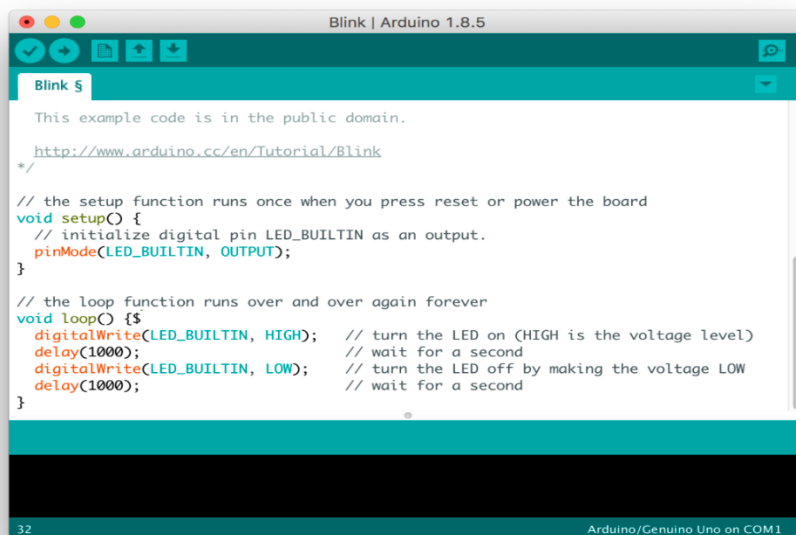 Blink | Arduino 1.8.5
Blink §
This example code is in the public domain.
http://www.arduino.cc/en/Tutorial/Blink
*/
// the setup function runs once when you press reset or power the board
void setup() {
// initialize digital pin LED_BUILTIN as an output.
pinMode(LED_BUILTIN, OUTPUT);
}
// the loop function runs over and over again forever
void loop() {$
digitalWrite(LED_BUILTIN, HIGH);   // turn the LED on (HIGH is the voltage level)
delay(1000);                       // wait for a second
digitalWrite(LED_BUILTIN, LOW);    // turn the LED off by making the voltage LOW
delay(1000);                       // wait for a second
}
32 Arduino/Genuino Uno on COM1